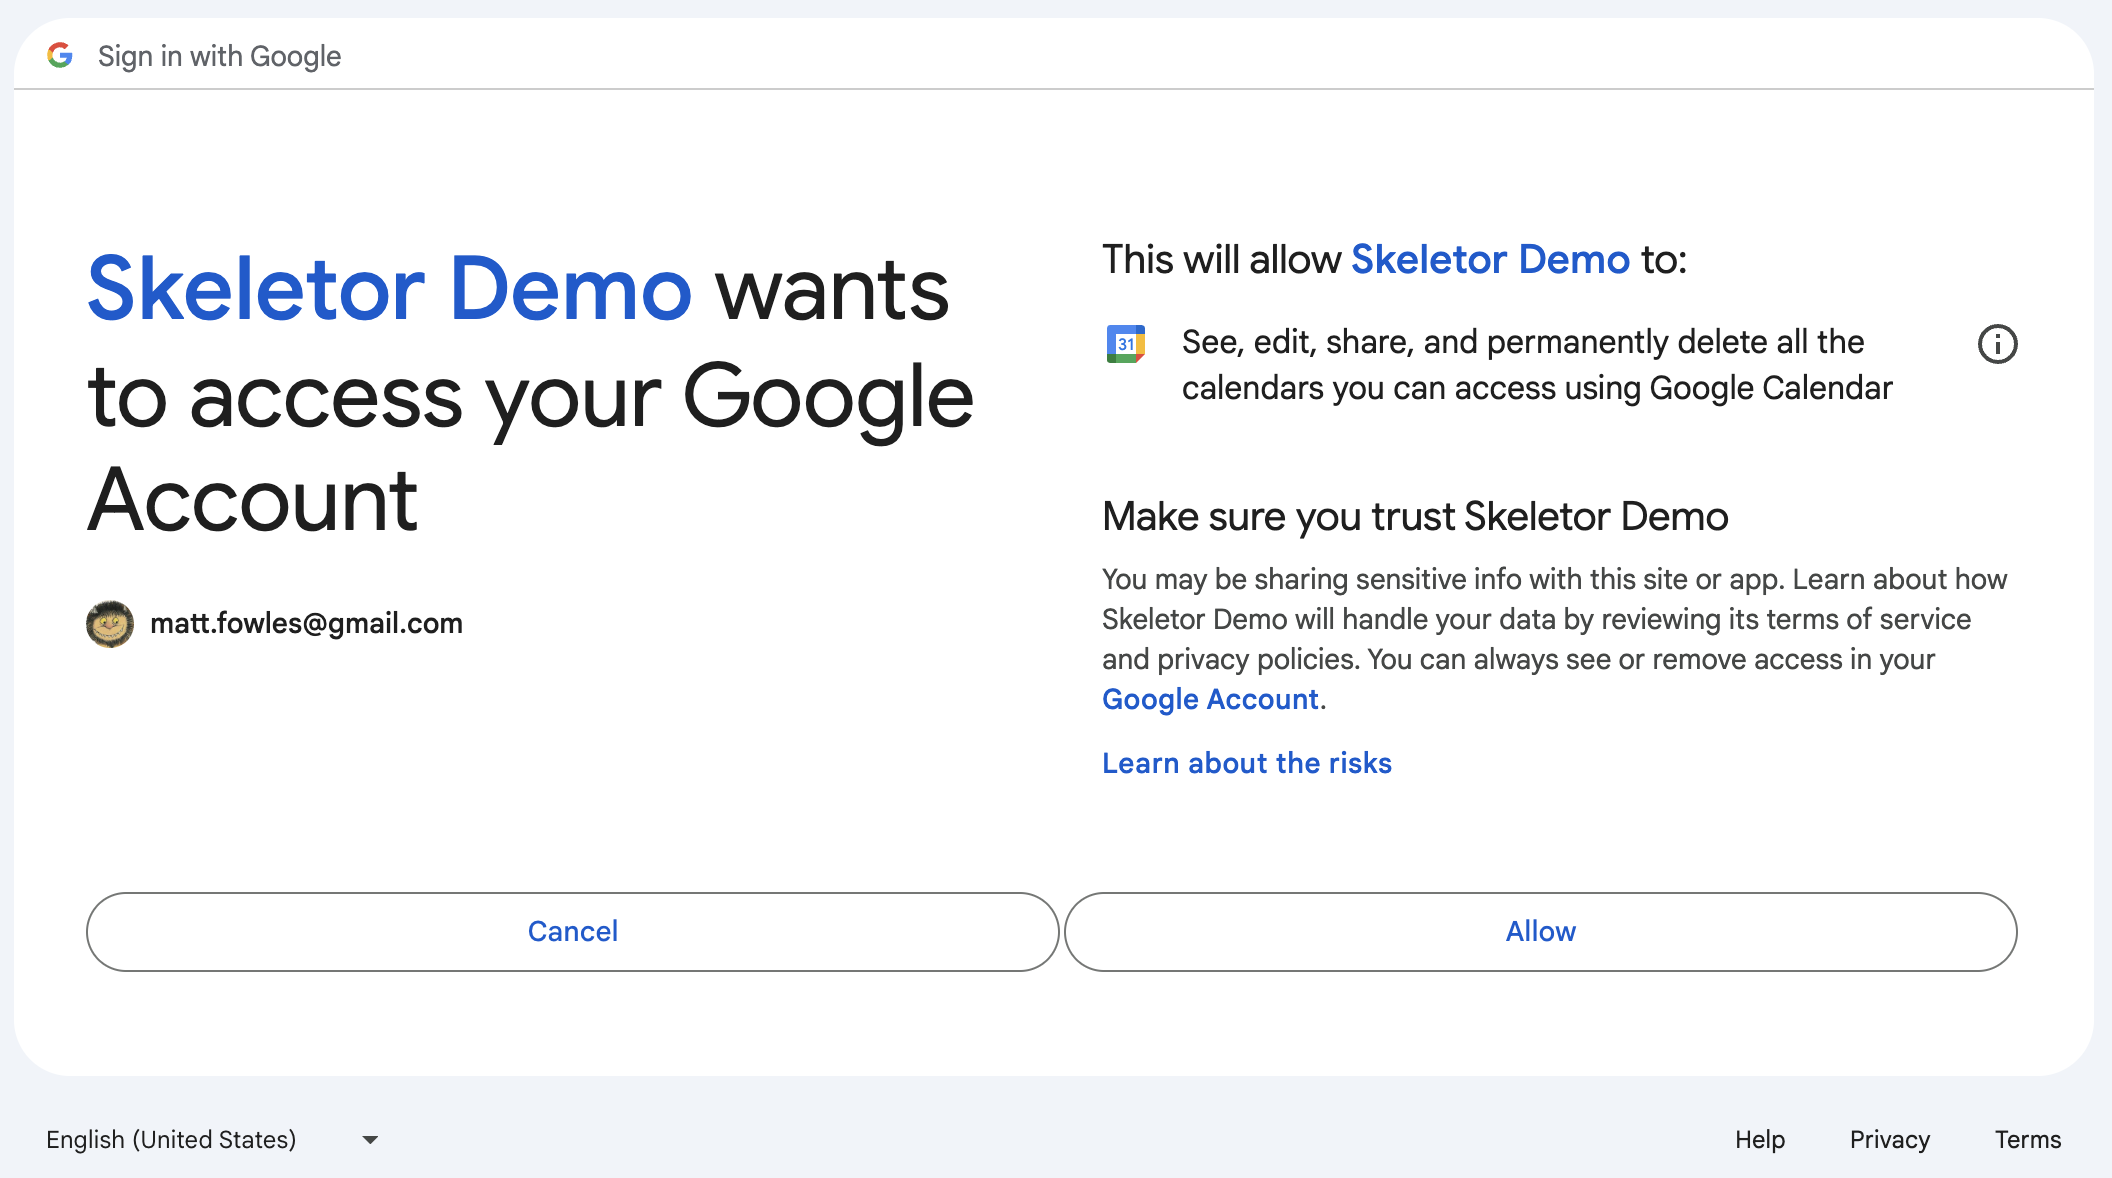 Sign in with Google
Skeletor Demo wants
to access your Google
Account
matt.fowles@gmail.com
This will allow Skeletor Demo to:
31
See, edit, share, and permanently delete all the
calendars you can access using Google Calendar
Make sure you trust Skeletor Demo
You may be sharing sensitive info with this site or app. Learn about how
Skeletor Demo will handle your data by reviewing its terms of service
and privacy policies. You can always see or remove access in your
Google Account.
Learn about the risks
Cancel
Allow
English (United States)
Help
Privacy
Terms